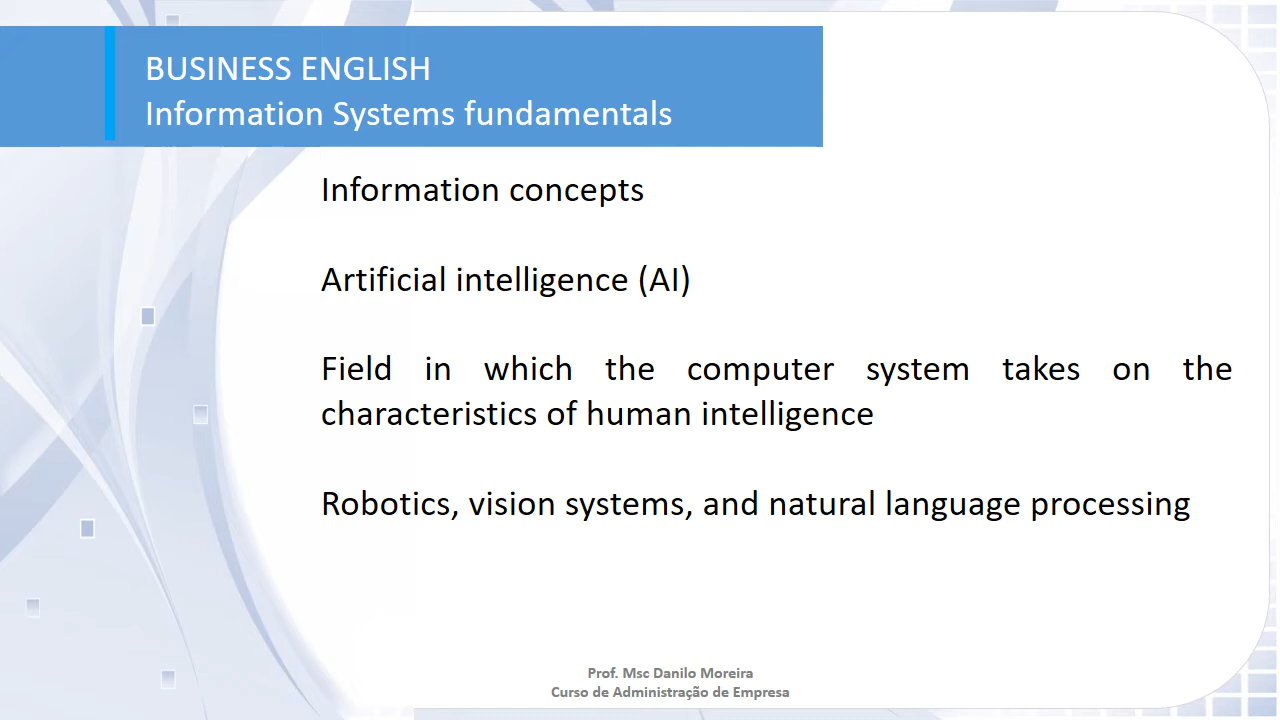 BUSINESS ENGLISH
Information Systems fundamentals
Information concepts
Artificial intelligence (AI)
Field in which the computer system takes on the
characteristics of human intelligence
Robotics, vision systems, and natural language processing
Prof. Msc Danilo Moreira
Curso de Administração de Empresa